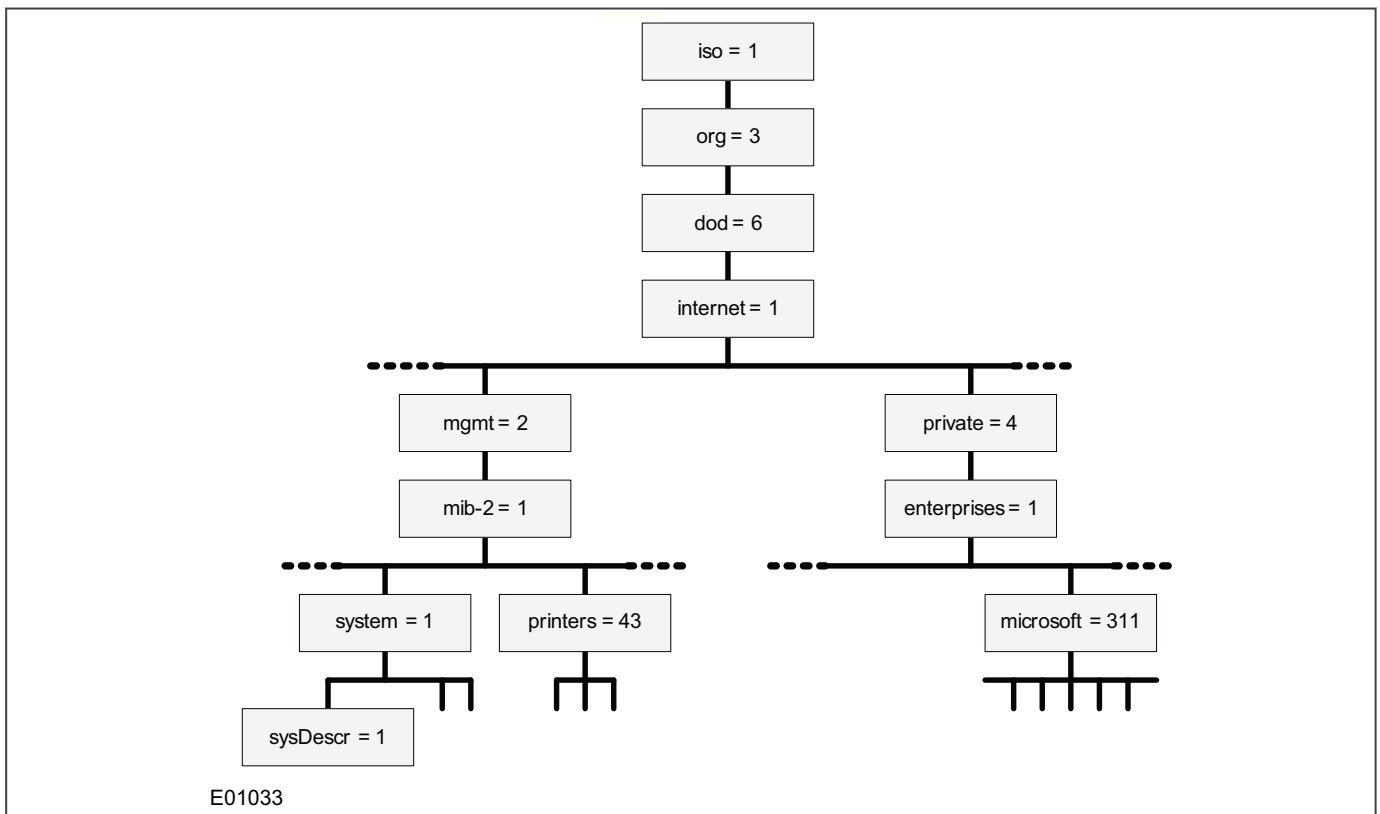 iso = 1
org = 3
dod = 6
internet = 1
mgmt = 2
private = 4
mib-2 = 1
enterprises = 1
system = 1
printers = 43
microsoft = 311
sysDescr = 1
E01033